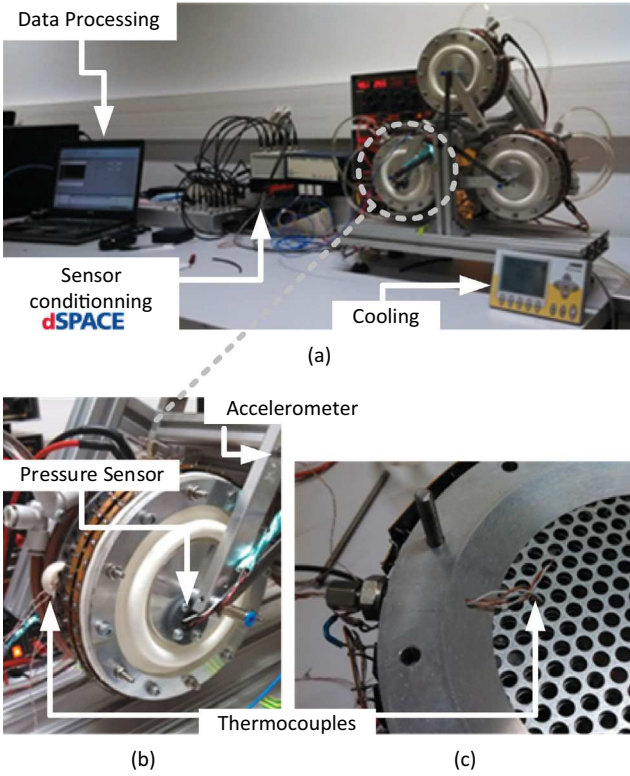 Data Processing
Sensor
conditionning
dSPACE
Cooling
(a)
Accelerometer
Pressure Sensor
Thermocouples
(b)
(c)